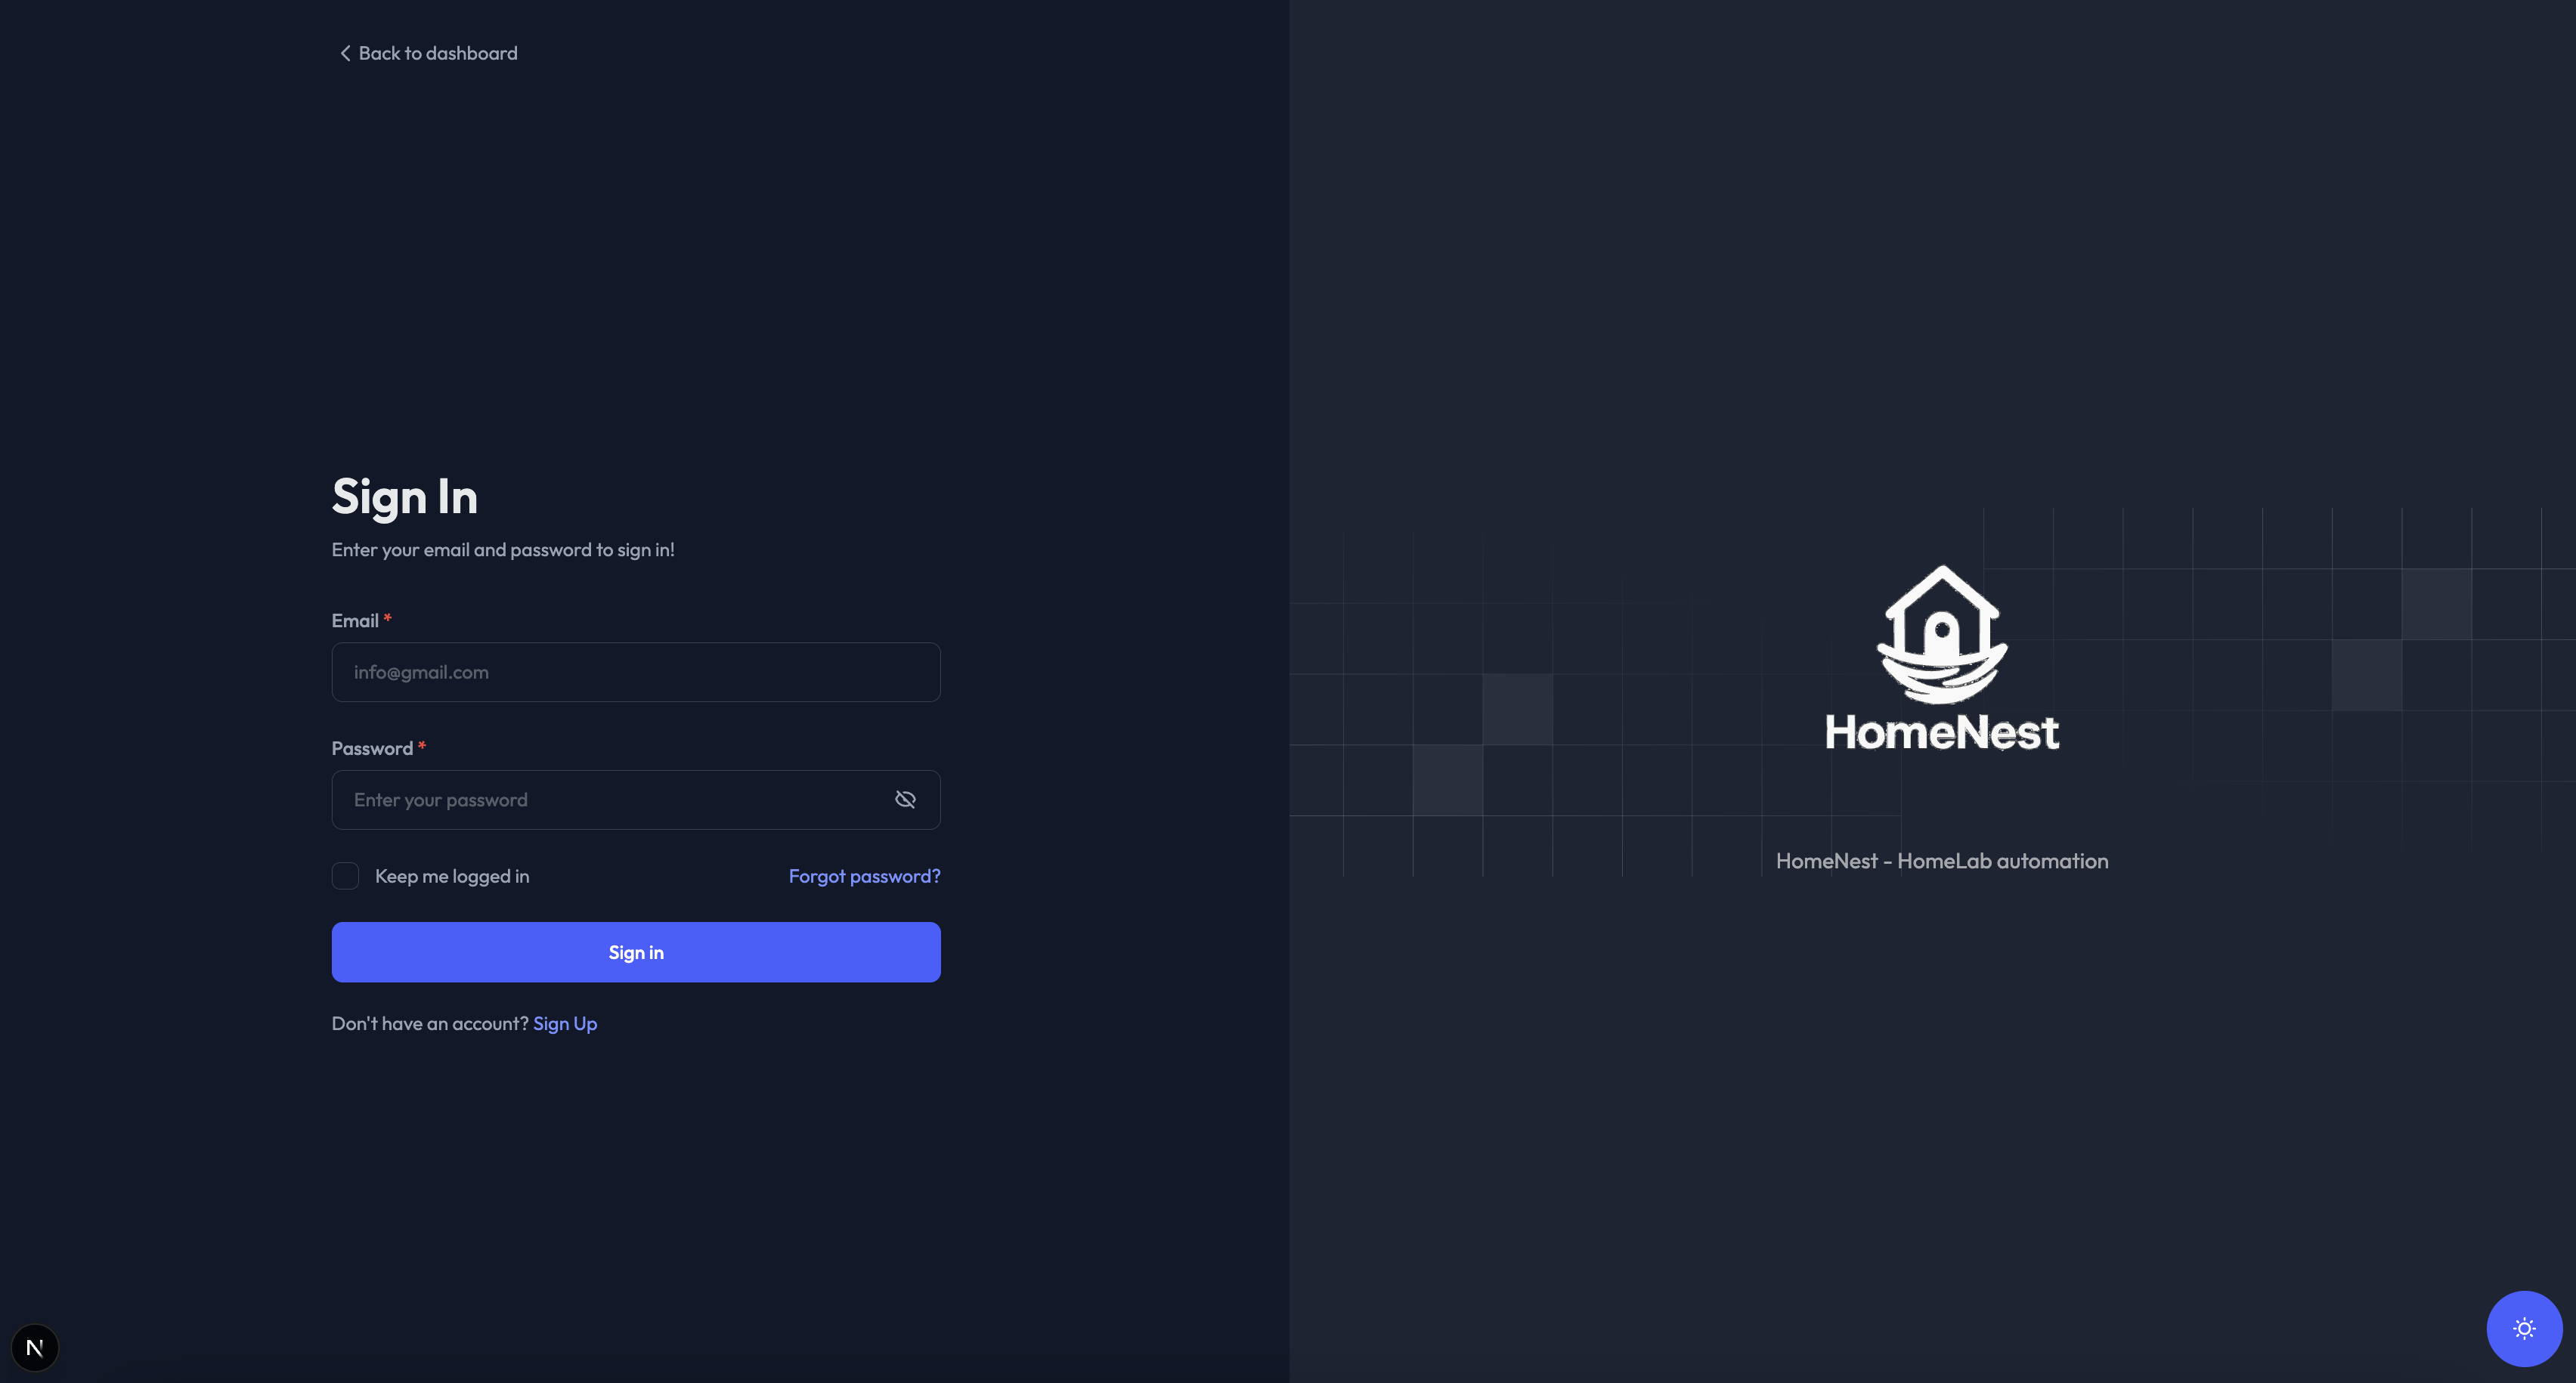 Back to dashboard
Sign In
Enter your email and password to sign in!
Email *
info@gmail.com
Password *
Enter your password
Keep me logged in
Forgot password?
Sign in
Don't have an account? Sign Up
HomeNest
HomeNest - HomeLab automation
N